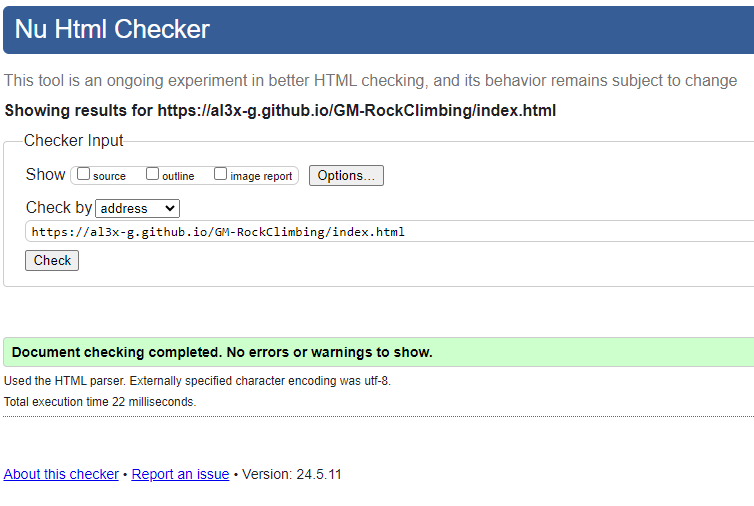 Nu Html Checker
This tool is an ongoing experiment in better HTML checking, and its behavior remains subject to change
Showing results for https://al3x-g.github.io/GM-RockClimbing/index.html
Checker Input
Show source outline image report Options...
Check by address
https://al3x-g.github.io/GM-RockClimbing/index.html
Check
Document checking completed. No errors or warnings to show.
Used the HTML parser. Externally specified character encoding was utf-8.
Total execution time 22 milliseconds.
About this checker • Report an issue • Version: 24.5.11